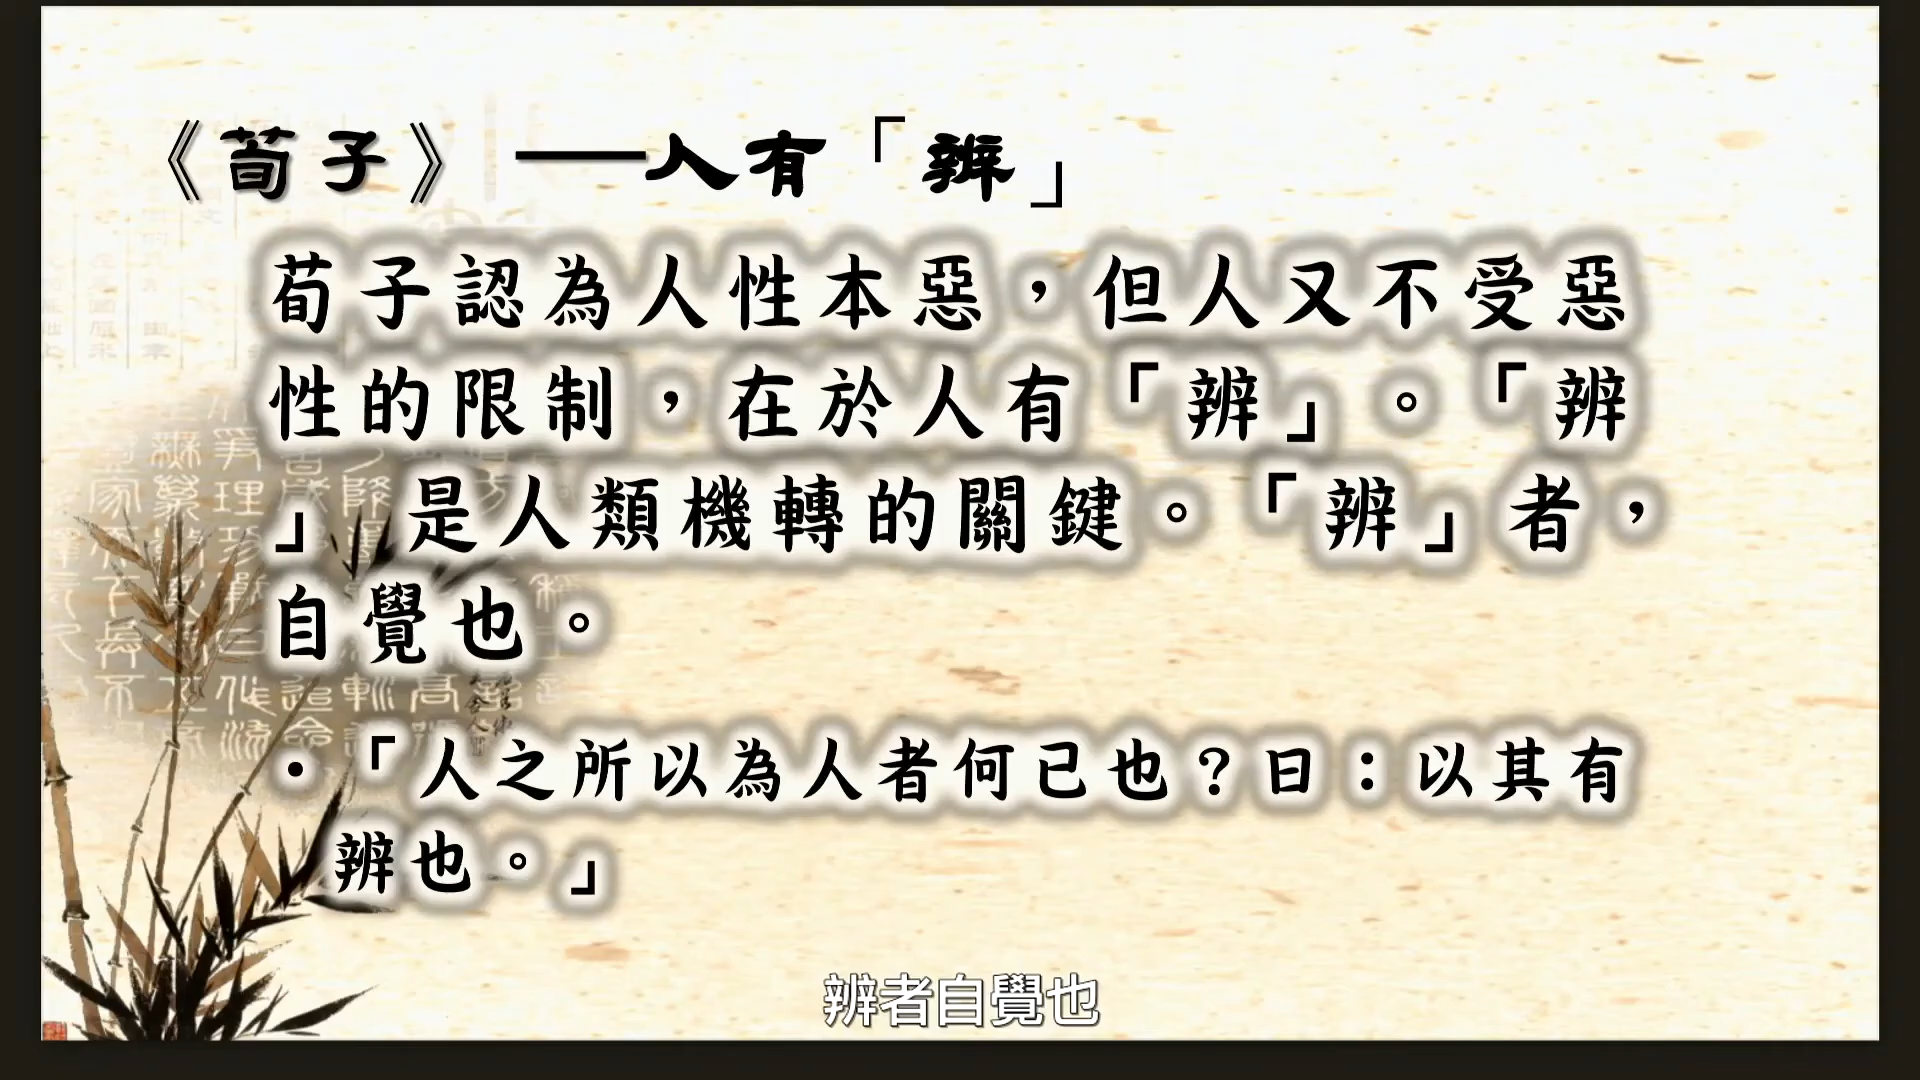 《荀子》——人有「辨」
荀子認為人性本惡，但人又不受惡
性的限制，在於人有「辨」。「辨
」是人類機轉的關鍵。「辨」者，
自覺也。
•「人之所以為人者何已也？曰：以其有
辨也。」
辨者自覺也